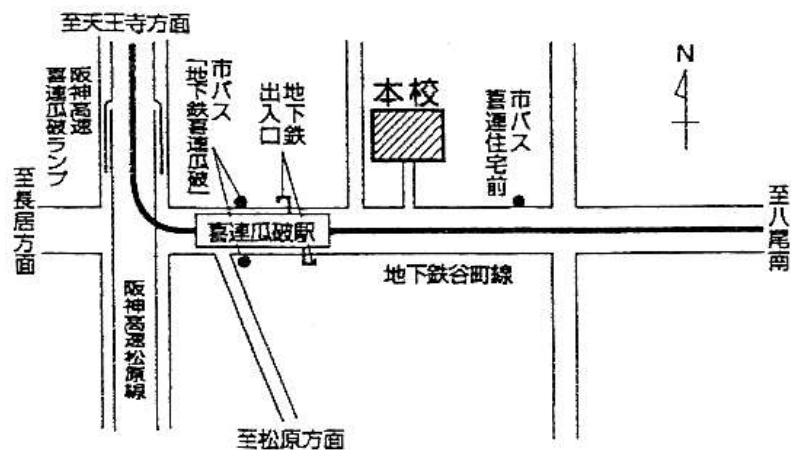 至天王寺方面
阪神高速
喜連瓜破ランプ
市バス
「地下鉄喜連瓜破」
地下鉄
出入口
本校
市バス
喜連住宅前
N
至長居方面
喜連瓜破駅
至八尾南
地下鉄谷町線
阪神高速松原線
至松原方面